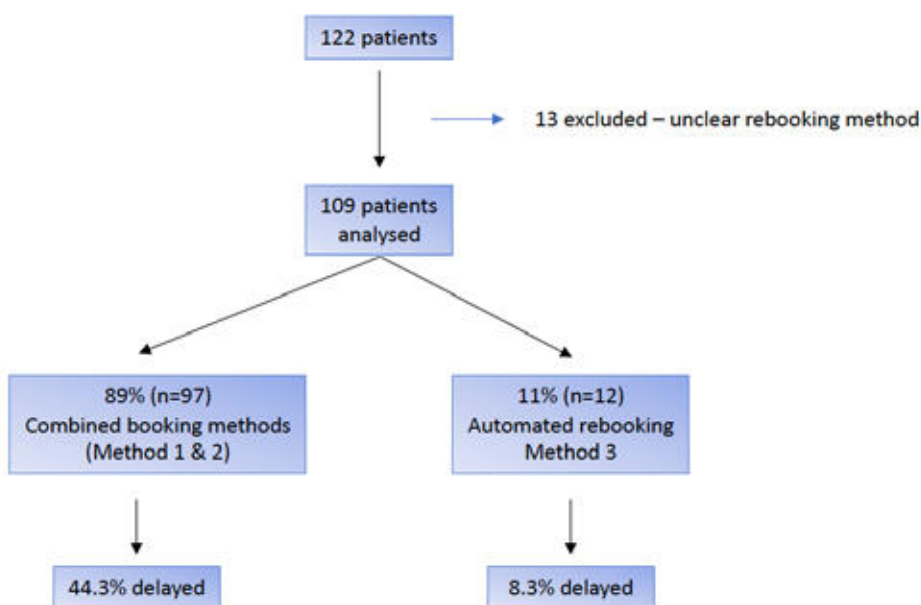 122 patients
13 excluded – unclear rebooking method
109 patients
analysed
89% (n=97)
Combined booking methods
(Method 1 & 2)
11% (n=12)
Automated rebooking
Method 3
44.3% delayed
8.3% delayed